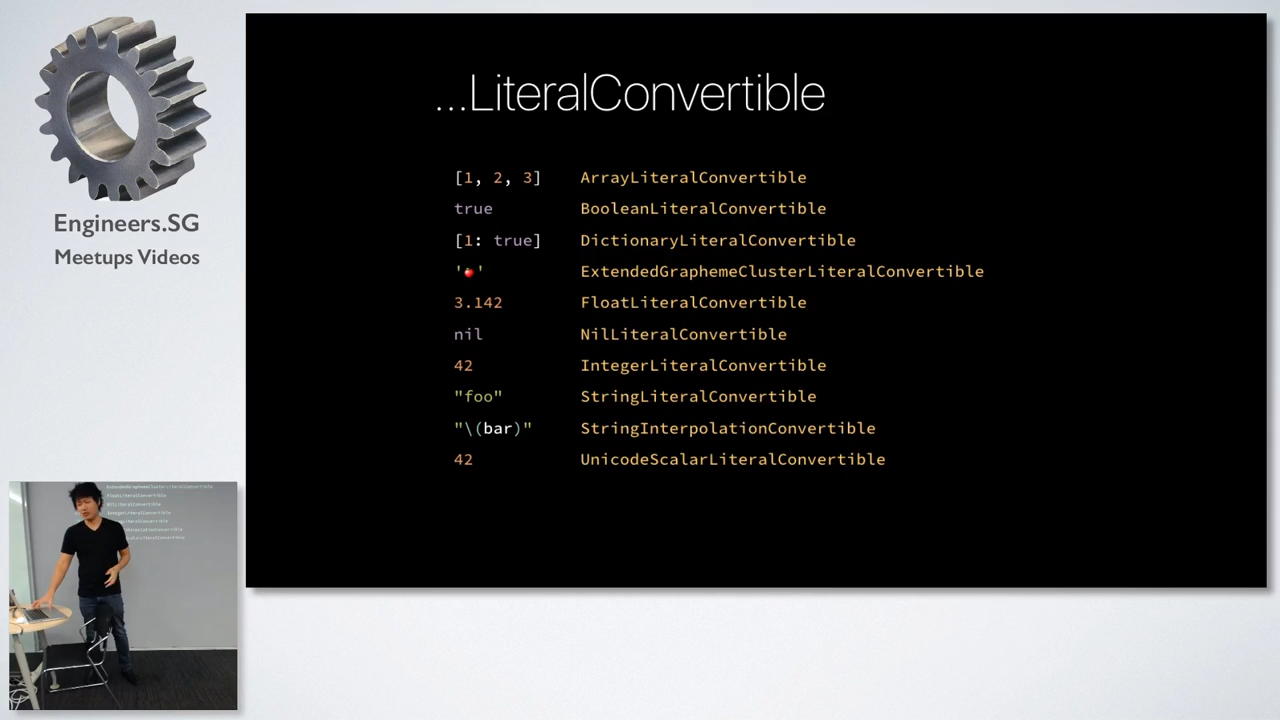 Engineers.SG
Meetups Videos
...LiteralConvertible
[1, 2, 3] ArrayLiteralConvertible
true BooleanLiteralConvertible
[1: true] DictionaryLiteralConvertible
'🍎' ExtendedGraphemeClusterLiteralConvertible
3.142 FloatLiteralConvertible
nil NilLiteralConvertible
42 IntegerLiteralConvertible
"foo" StringLiteralConvertible
"\(bar)" StringInterpolationConvertible
42 UnicodeScalarLiteralConvertible